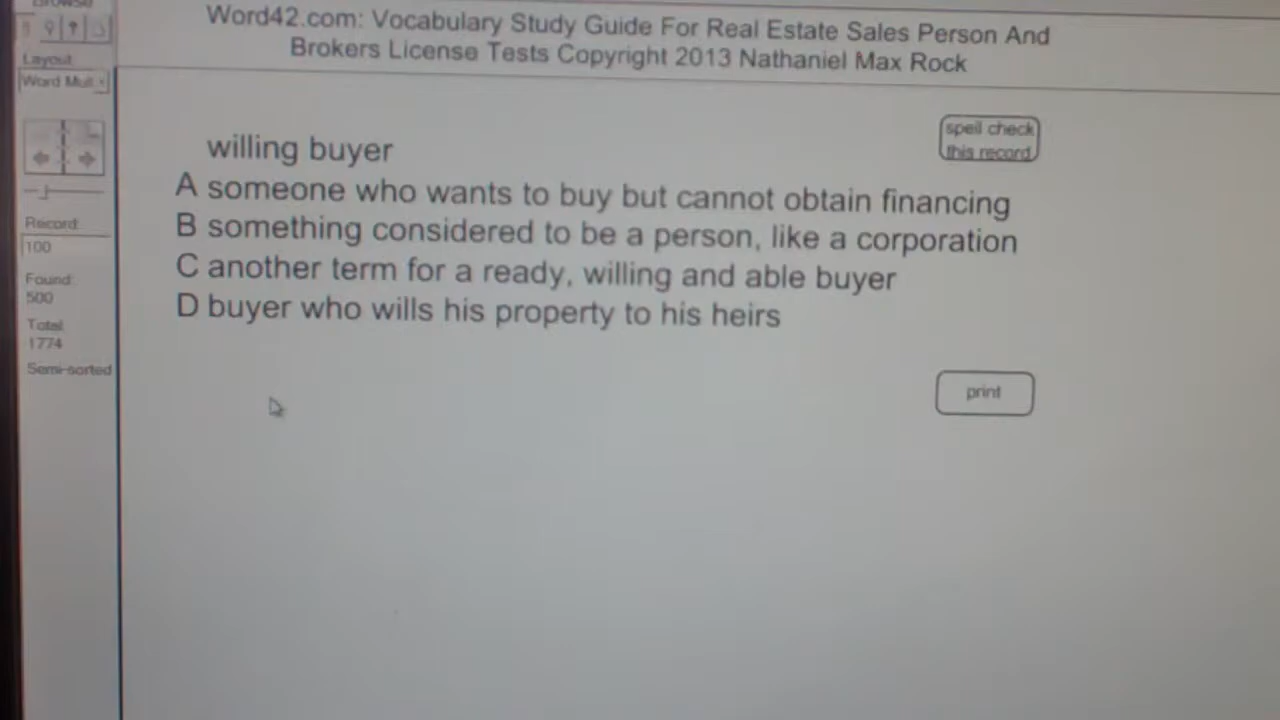 Browse
Word42.com: Vocabulary Study Guide For Real Estate Sales Person And
Brokers License Tests Copyright 2013 Nathaniel Max Rock
Layout:
Word Mul
spell check
this record
willing buyer
A someone who wants to buy but cannot obtain financing
B something considered to be a person, like a corporation
C another term for a ready, willing and able buyer
D buyer who wills his property to his heirs
Record:
100
Found:
500
Total:
1774
Semi-sorted
print